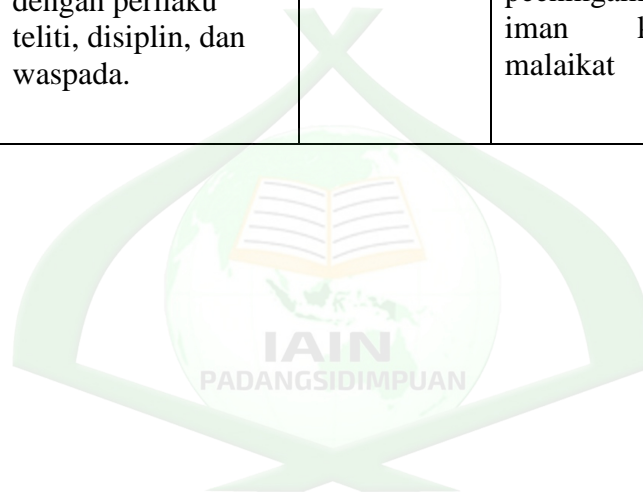 teliti, disiplin, dan
waspada.
iman
malaikat
IAIN
PADANGSIDIMPUAN